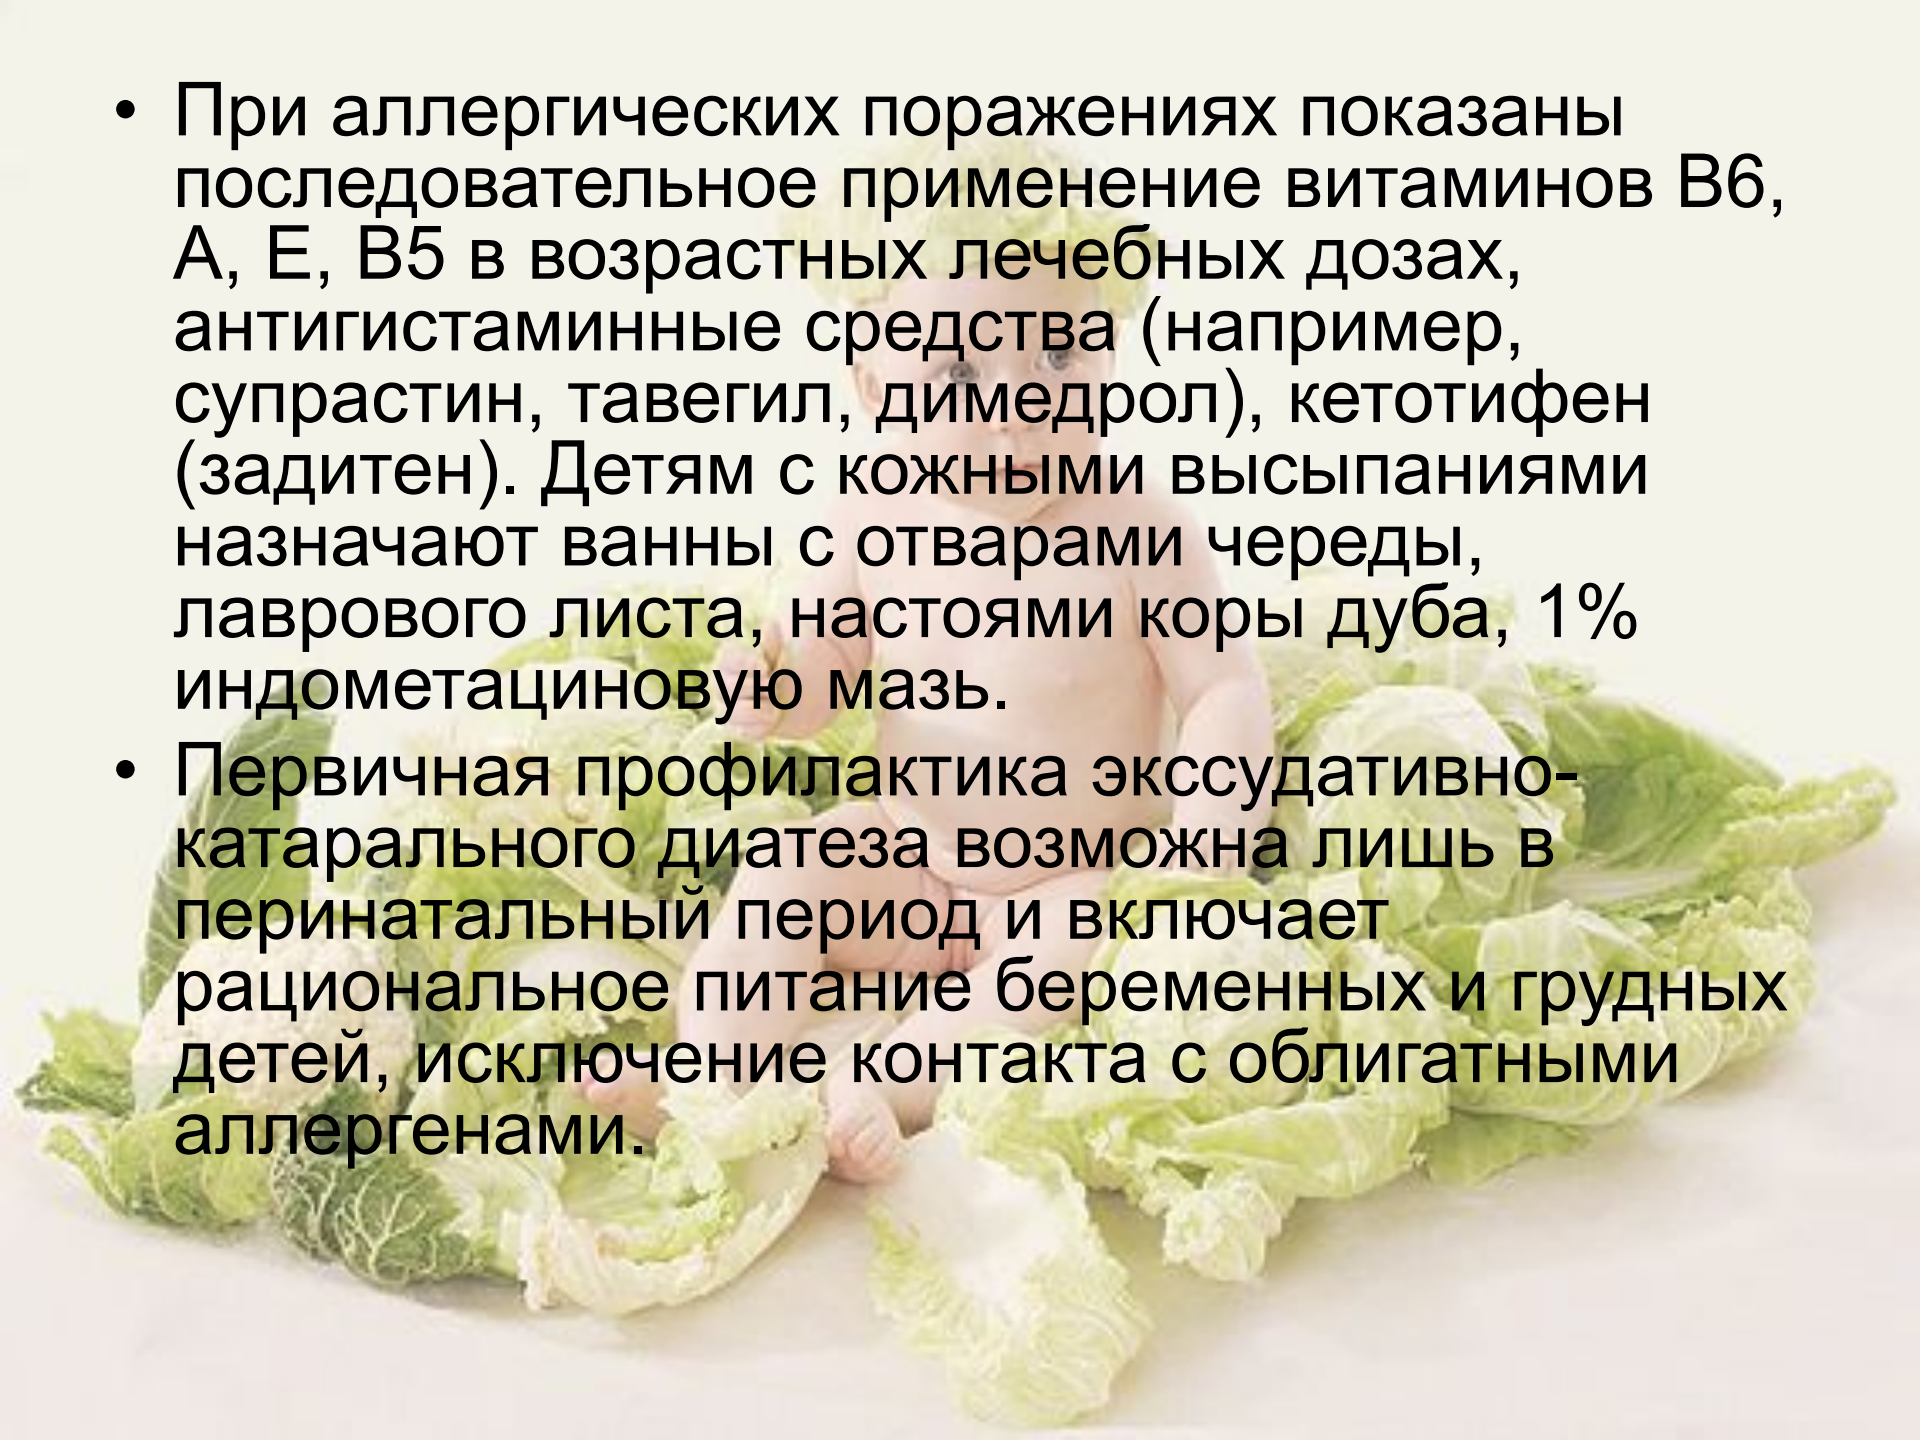 • При аллергических поражениях показаны
последовательное применение витаминов В6,
А, Е, В5 в возрастных лечебных дозах,
антигистаминные средства (например,
супрастин, тавегил, димедрол), кетотифен
(задитен). Детям с кожными высыпаниями
назначают ванны с отварами череды,
лаврового листа, настоями коры дуба, 1%
индометациновую мазь.
• Первичная профилактика экссудативно-
катарального диатеза возможна лишь в
перинатальный период и включает
рациональное питание беременных и грудных
детей, исключение контакта с облигатными
аллергенами.